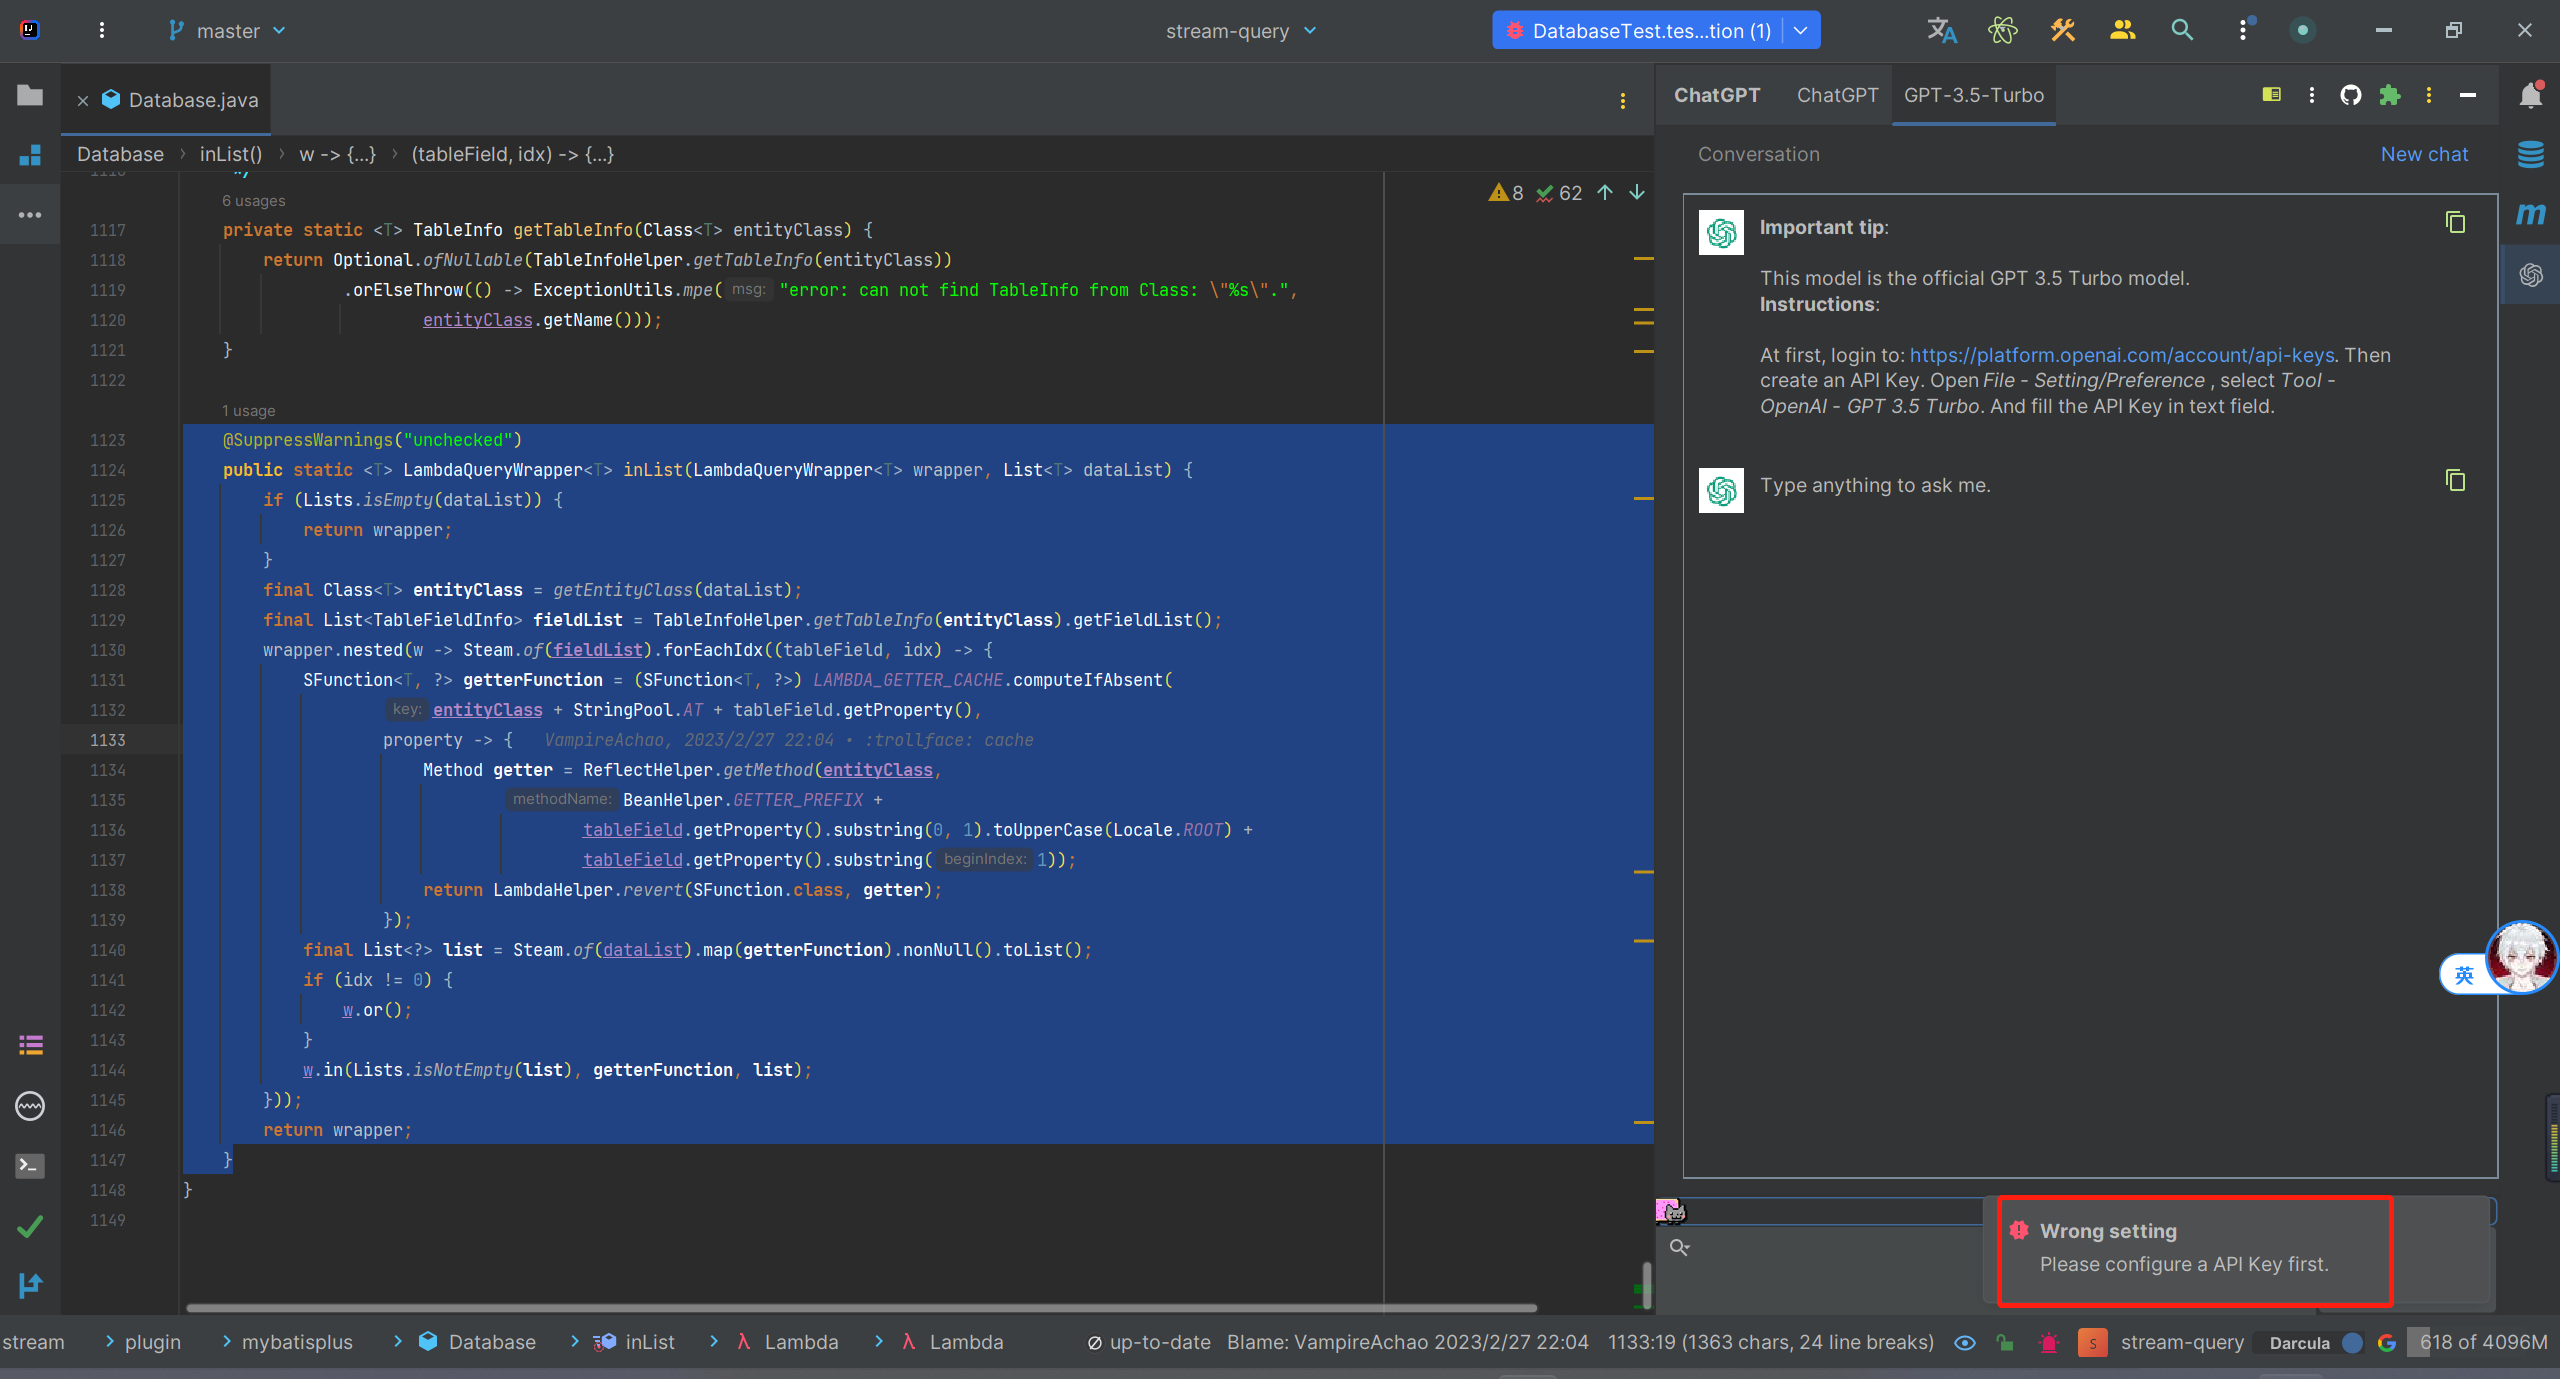 master
stream-query
DatabaseTest.tes...tion (1)
Database.java
ChatGPT
ChatGPT
GPT-3.5-Turbo
Database > inList() > w -> {...} > (tableField, idx) -> {...}
8
62
Conversation
New chat
1116 */
6 usages
1117 private static <T> TableInfo getTableInfo(Class<T> entityClass) {
1118 return Optional.ofNullable(TableInfoHelper.getTableInfo(entityClass))
1119 .orElseThrow(() -> ExceptionUtils.mpe( msg: "error: can not find TableInfo from Class: \"%s\".",
1120 entityClass.getName()));
1121 }
1122
1 usage
1123 @SuppressWarnings("unchecked")
1124 public static <T> LambdaQueryWrapper<T> inList(LambdaQueryWrapper<T> wrapper, List<T> dataList) {
1125 if (Lists.isEmpty(dataList)) {
1126 return wrapper;
1127 }
1128 final Class<T> entityClass = getEntityClass(dataList);
1129 final List<TableFieldInfo> fieldList = TableInfoHelper.getTableInfo(entityClass).getFieldList();
1130 wrapper.nested(w -> Steam.of(fieldList).forEachIdx((tableField, idx) -> {
1131 SFunction<T, ?> getterFunction = (SFunction<T, ?>) LAMBDA_GETTER_CACHE.computeIfAbsent(
1132 key: entityClass + StringPool.AT + tableField.getProperty(),
1133 property -> { VampireAchao, 2023/2/27 22:04 • :trollface: cache
1134 Method getter = ReflectHelper.getMethod(entityClass,
1135 methodName: BeanHelper.GETTER_PREFIX +
1136 tableField.getProperty().substring(0, 1).toUpperCase(Locale.ROOT) +
1137 tableField.getProperty().substring( beginIndex: 1));
1138 return LambdaHelper.revert(SFunction.class, getter);
1139 });
1140 final List<?> list = Steam.of(dataList).map(getterFunction).nonNull().toList();
1141 if (idx != 0) {
1142 w.or();
1143 }
1144 w.in(Lists.isNotEmpty(list), getterFunction, list);
1145 }));
1146 return wrapper;
1147 }
1148 }
1149
Important tip:
This model is the official GPT 3.5 Turbo model.
Instructions:
At first, login to: https://platform.openai.com/account/api-keys. Then
create an API Key. Open File - Setting/Preference , select Tool -
OpenAI - GPT 3.5 Turbo. And fill the API Key in text field.
Type anything to ask me.
m
英
Wrong setting
Please configure a API Key first.
stream > plugin > mybatisplus > Database > inList > λ Lambda > λ Lambda
up-to-date
Blame: VampireAchao 2023/2/27 22:04
1133:19 (1363 chars, 24 line breaks)
S
stream-query
Darcula
618 of 4096M